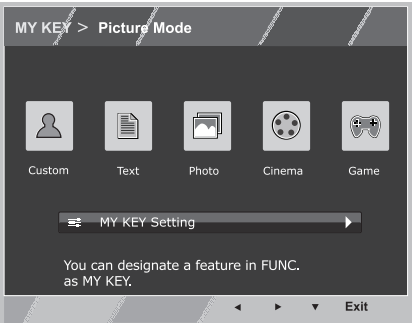 MY KEY > Picture Mode
Custom Text Photo Cinema Game
MY KEY Setting
You can designate a feature in FUNC.
as MY KEY.
Exit